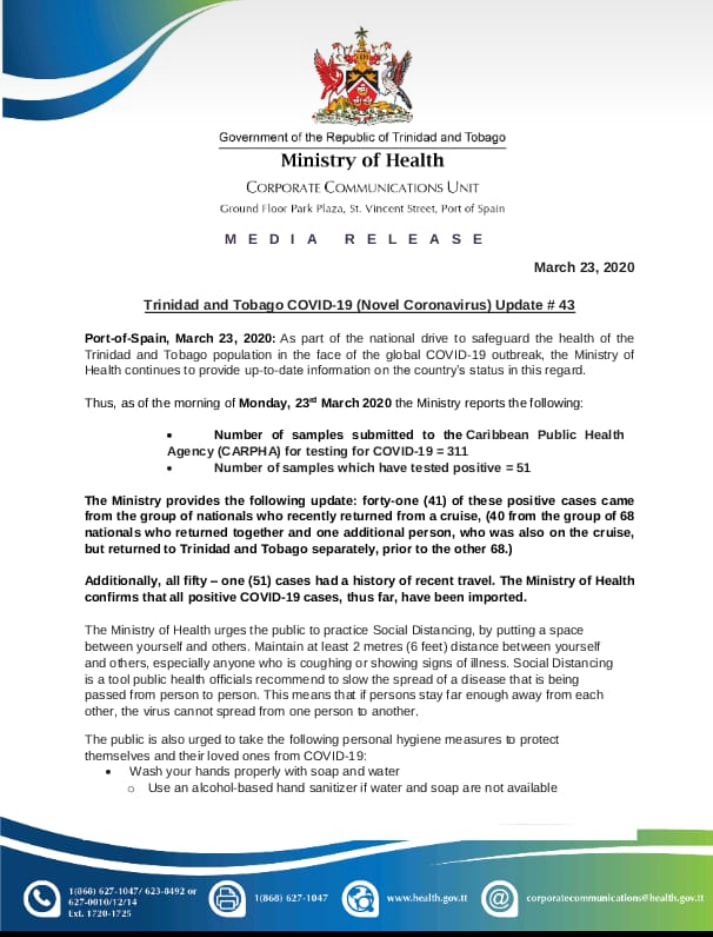 Government of the Republic of Trinidad and Tobago
Ministry of Health
CORPORATE COMMUNICATIONS UNIT
Ground Floor Park Plaza, St. Vincent Street, Port of Spain
MEDIA RELEASE
March 23, 2020
Trinidad and Tobago COVID-19 (Novel Coronavirus) Update # 43
Port-of-Spain, March 23, 2020: As part of the national drive to safeguard the health of the
Trinidad and Tobago population in the face of the global COVID-19 outbreak, the Ministry of
Health continues to provide up-to-date information on the country's status in this regard.
Thus, as of the morning of Monday, 23rd March 2020 the Ministry reports the following:
• Number of samples submitted to the Caribbean Public Health
Agency (CARPHA) for testing for COVID-19 = 311
• Number of samples which have tested positive = 51
The Ministry provides the following update: forty-one (41) of these positive cases came
from the group of nationals who recently returned from a cruise, (40 from the group of 68
nationals who returned together and one additional person, who was also on the cruise,
but returned to Trinidad and Tobago separately, prior to the other 68.)
Additionally, all fifty – one (51) cases had a history of recent travel. The Ministry of Health
confirms that all positive COVID-19 cases, thus far, have been imported.
The Ministry of Health urges the public to practice Social Distancing, by putting a space
between yourself and others. Maintain at least 2 metres (6 feet) distance between yourself
and others, especially anyone who is coughing or showing signs of illness. Social Distancing
is a tool public health officials recommend to slow the spread of a disease that is being
passed from person to person. This means that if persons stay far enough away from each
other, the virus cannot spread from one person to another.
The public is also urged to take the following personal hygiene measures to protect
themselves and their loved ones from COVID-19:
• Wash your hands properly with soap and water
o Use an alcohol-based hand sanitizer if water and soap are not available
1(868) 627-1047/ 623-8492 or
627-0010/12/14
Ext. 1720-1725
1(868) 627-1047
www.health.gov.tt
corporatecommunications@health.gov.tt